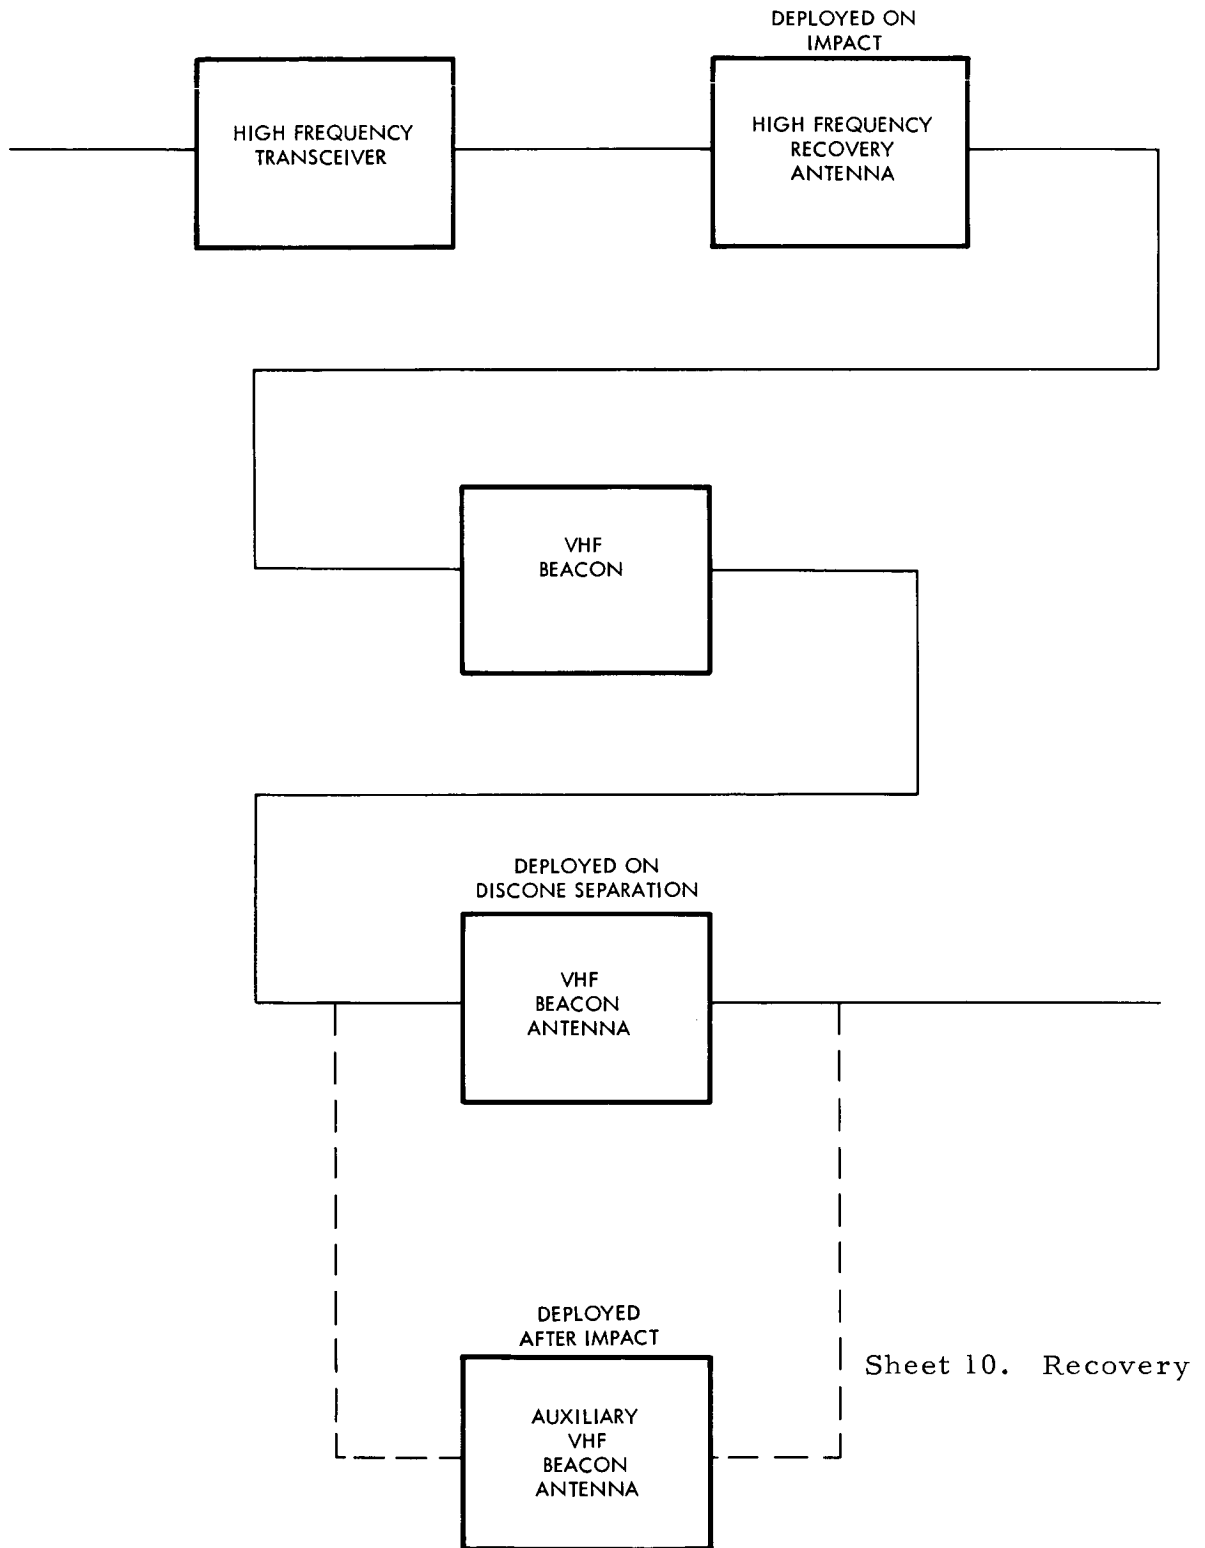 DEPLOYED ON
IMPACT
HIGH FREQUENCY
TRANSCEIVER
HIGH FREQUENCY
RECOVERY
ANTENNA
VHF
BEACON
DEPLOYED ON
DISCONE SEPARATION
VHF
BEACON
ANTENNA
DEPLOYED
AFTER IMPACT
AUXILIARY
VHF
BEACON
ANTENNA
Sheet 10. Recovery